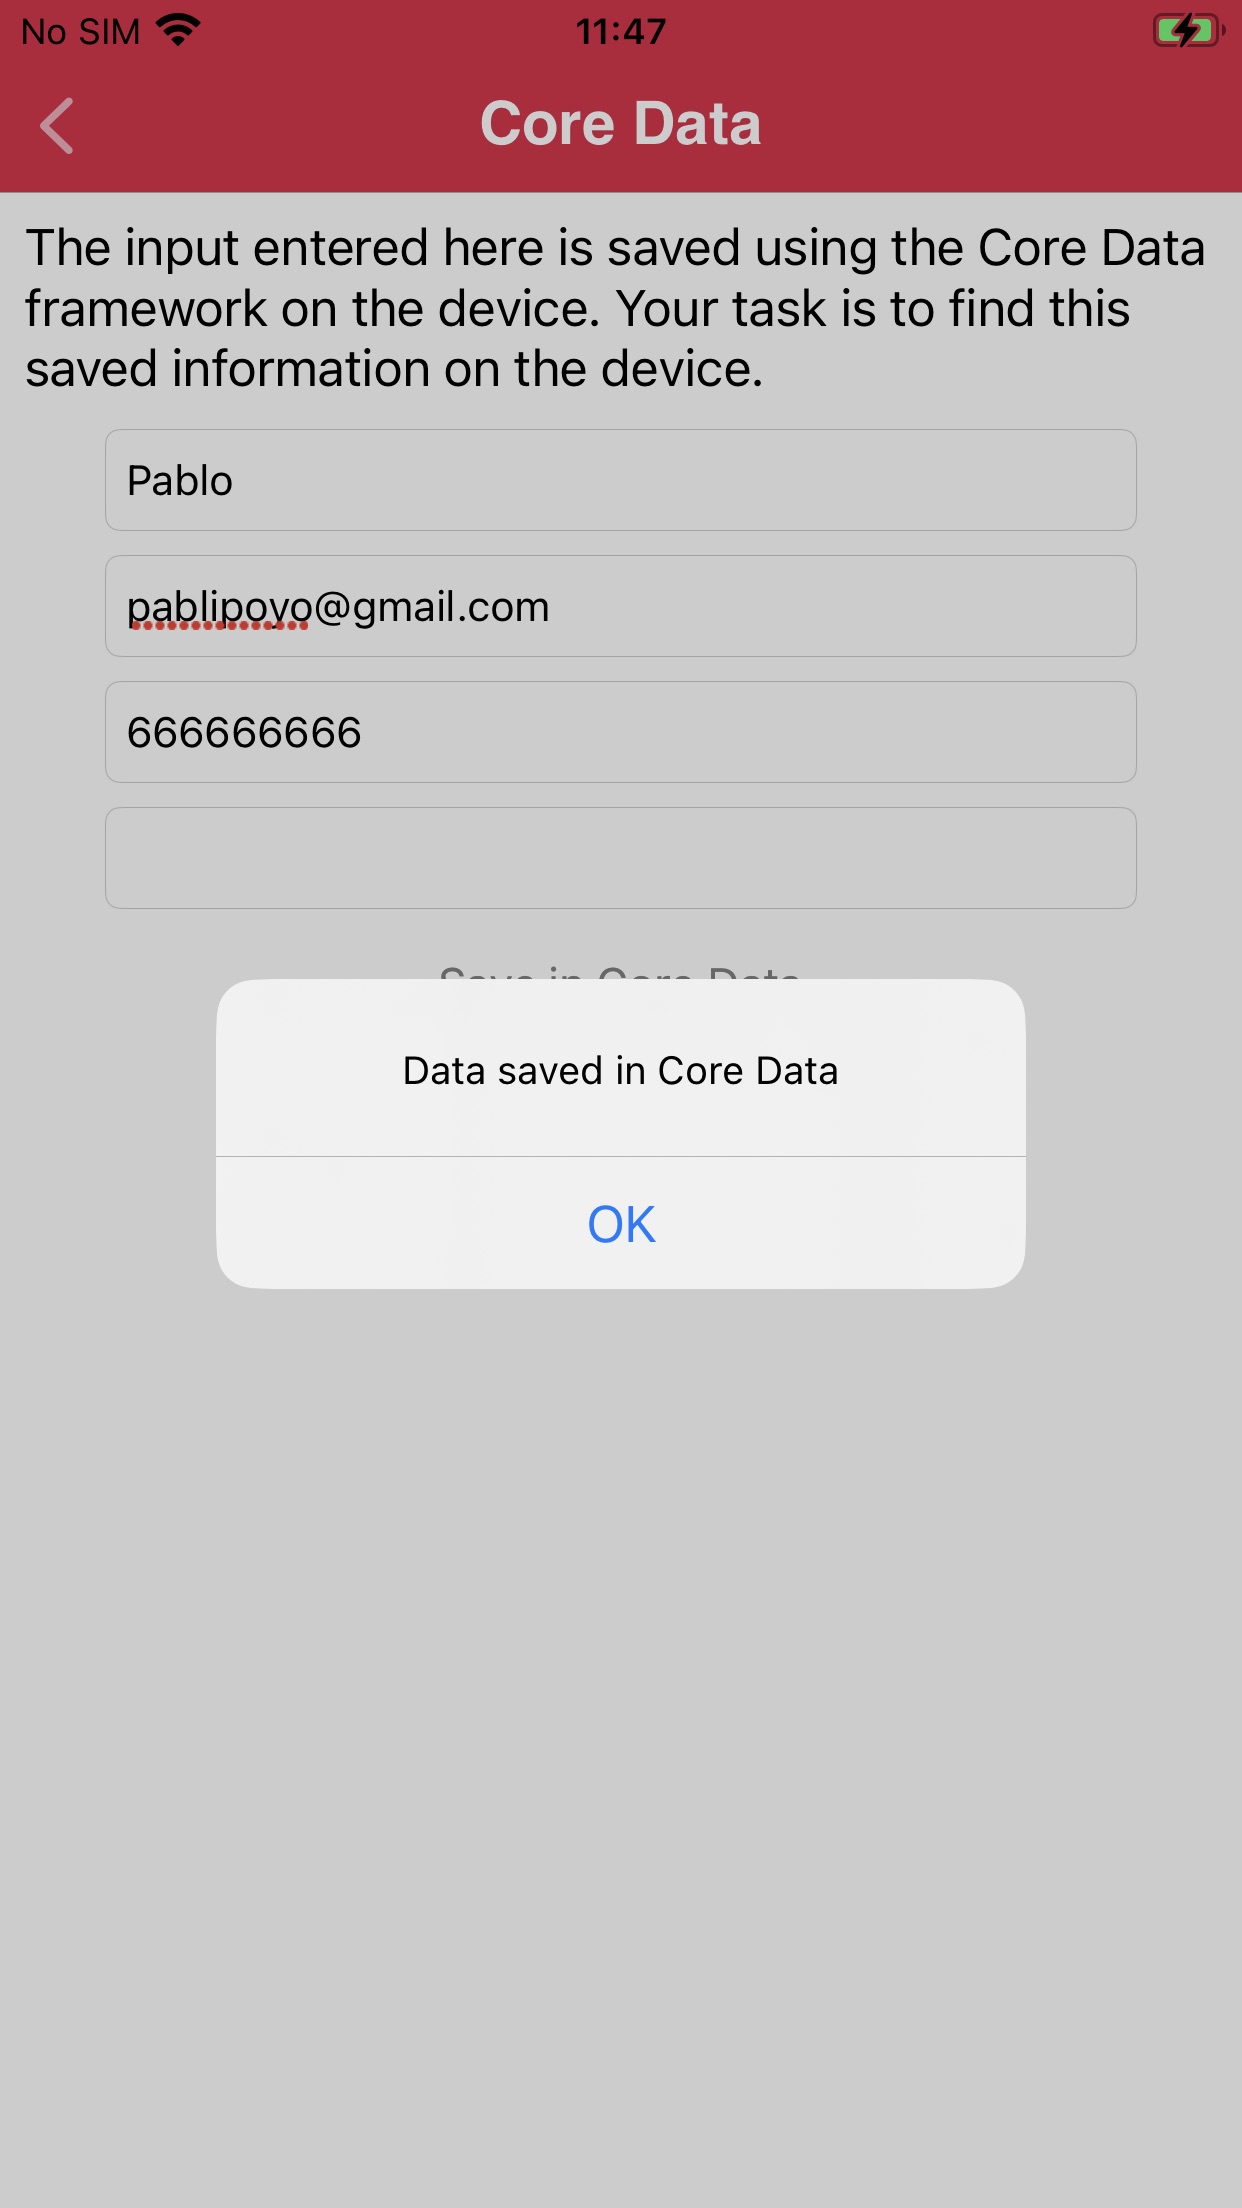 No SIM
11:47
Core Data
The input entered here is saved using the Core Data
framework on the device. Your task is to find this
saved information on the device.
Pablo
pablipoyo@gmail.com
666666666
Save in Core Data
Data saved in Core Data
OK